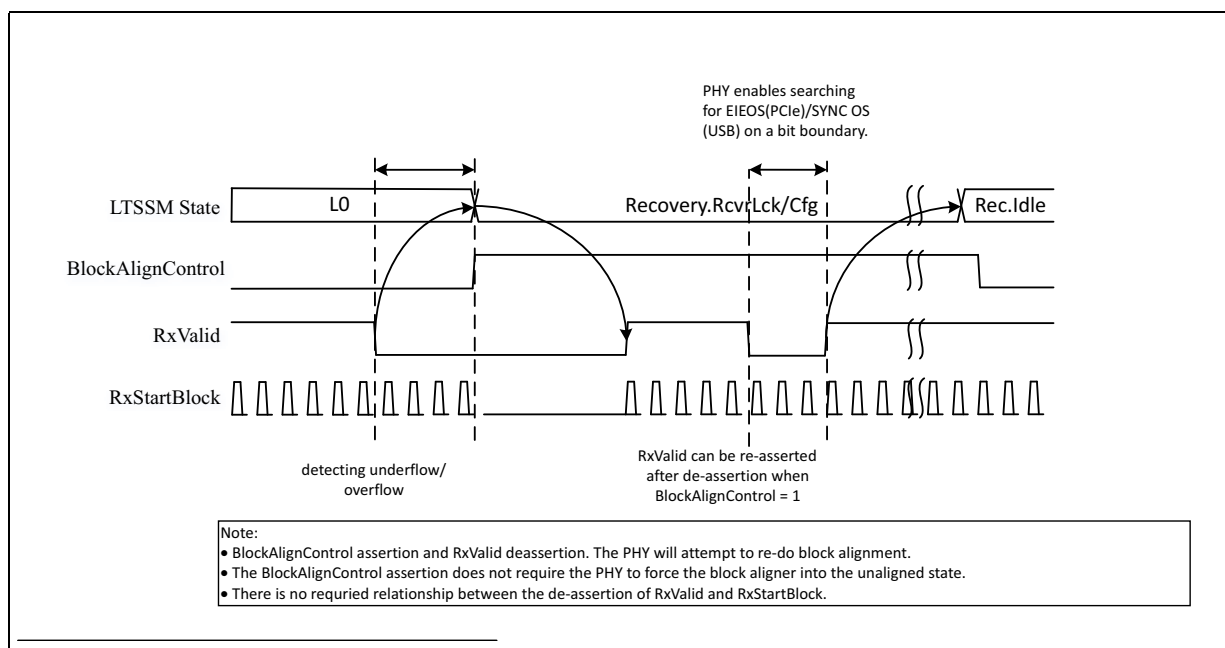 PHY enables searching
for EIEOS(PCIe)/SYNC OS
(USB) on a bit boundary.
LTSSM State
L0
Recovery.RcvrLck/Cfg
Rec.Idle
BlockAlignControl
RxValid
RxStartBlock
detecting underflow/
overflow
RxValid can be re-asserted
after de-assertion when
BlockAlignControl = 1
Note:
• BlockAlignControl assertion and RxValid deassertion. The PHY will attempt to re-do block alignment.
• The BlockAlignControl assertion does not require the PHY to force the block aligner into the unaligned state.
• There is no requried relationship between the de-assertion of RxValid and RxStartBlock.